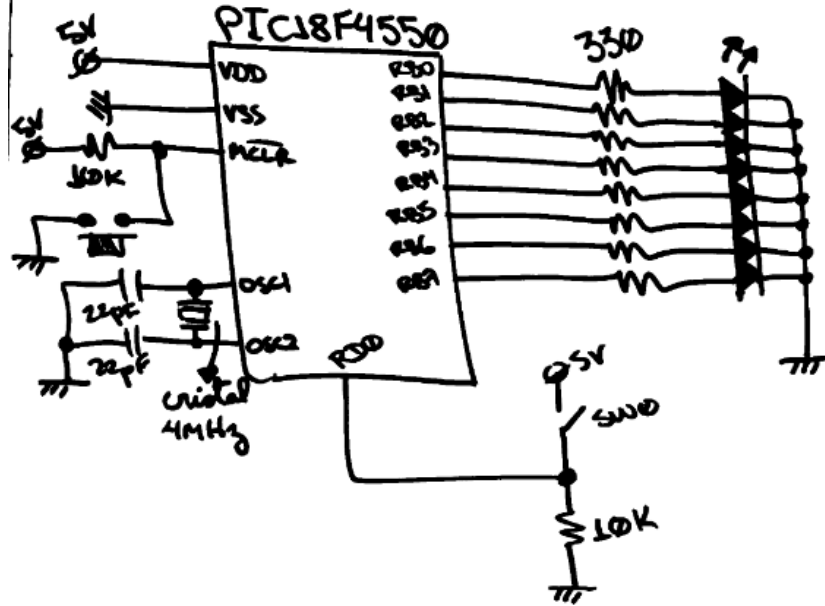 PIC18F4550
5V
VDD
VSS
5V
10K
MCLR
OSC1
22pF
OSC2
22pF
cristal
4MHz
RB0
RB1
RB2
RB3
RB4
RB5
RB6
RB7
330
RD0
5V
SW0
10K